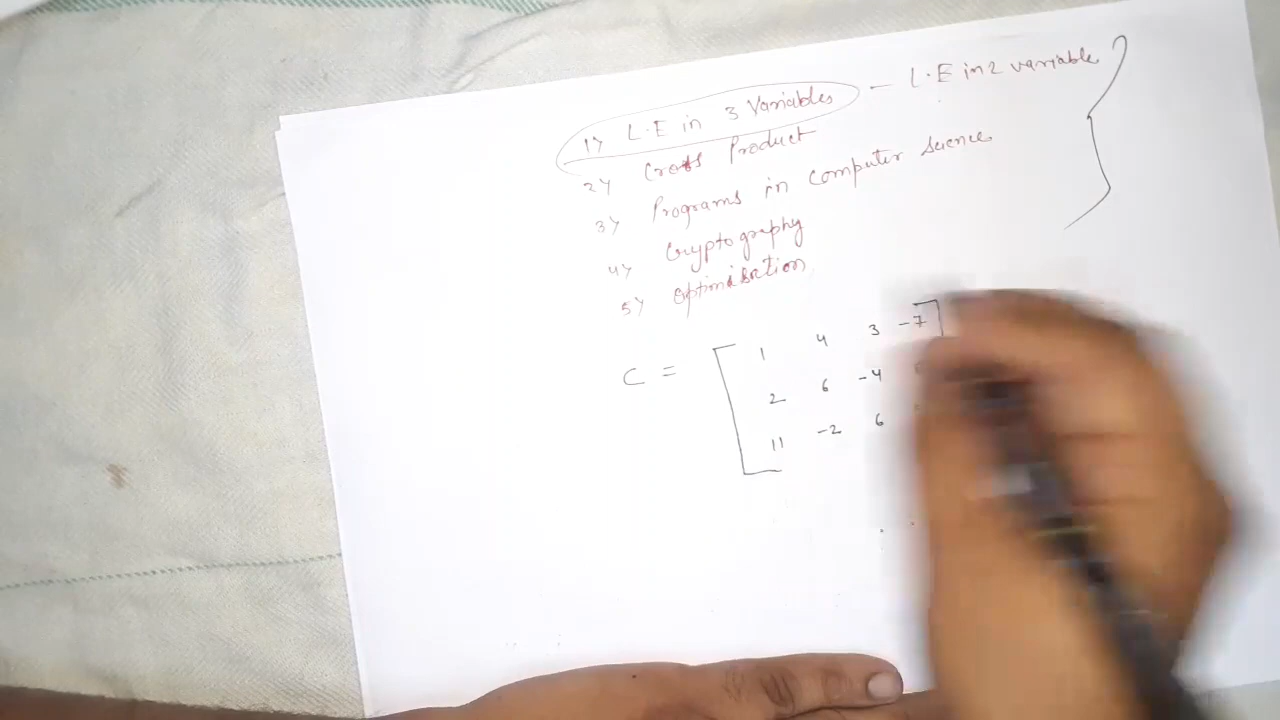 1) L.E in 3 Variables — L.E in 2 variable
2) Cross Product
3) Programs in computer science
4) Cryptography
5) optimisation
C = [ 1 4 3 -7 ]
2 6 -4
11 -2 6